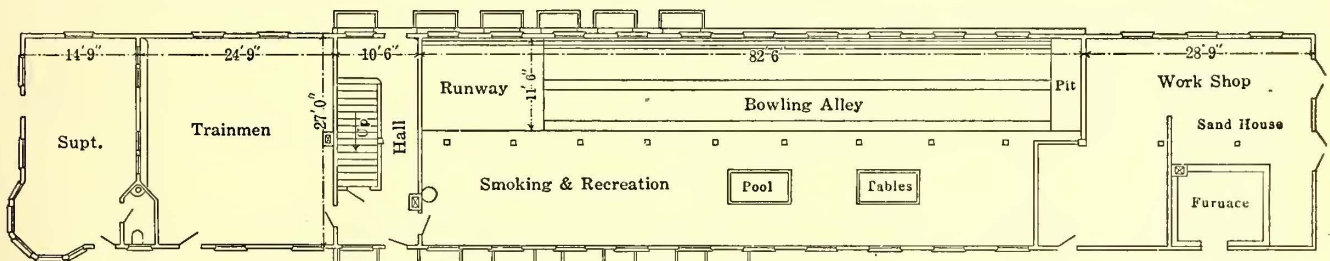 14'-9"
24'9"
10'6"
82'6
28'-9"
27'.0"
11'-6"
Runway
Pit
Work Shop
Bowling Alley
Up
Hall
Sand House
Supt.
Trainmen
Smoking & Recreation
Pool
Tables
Furnace